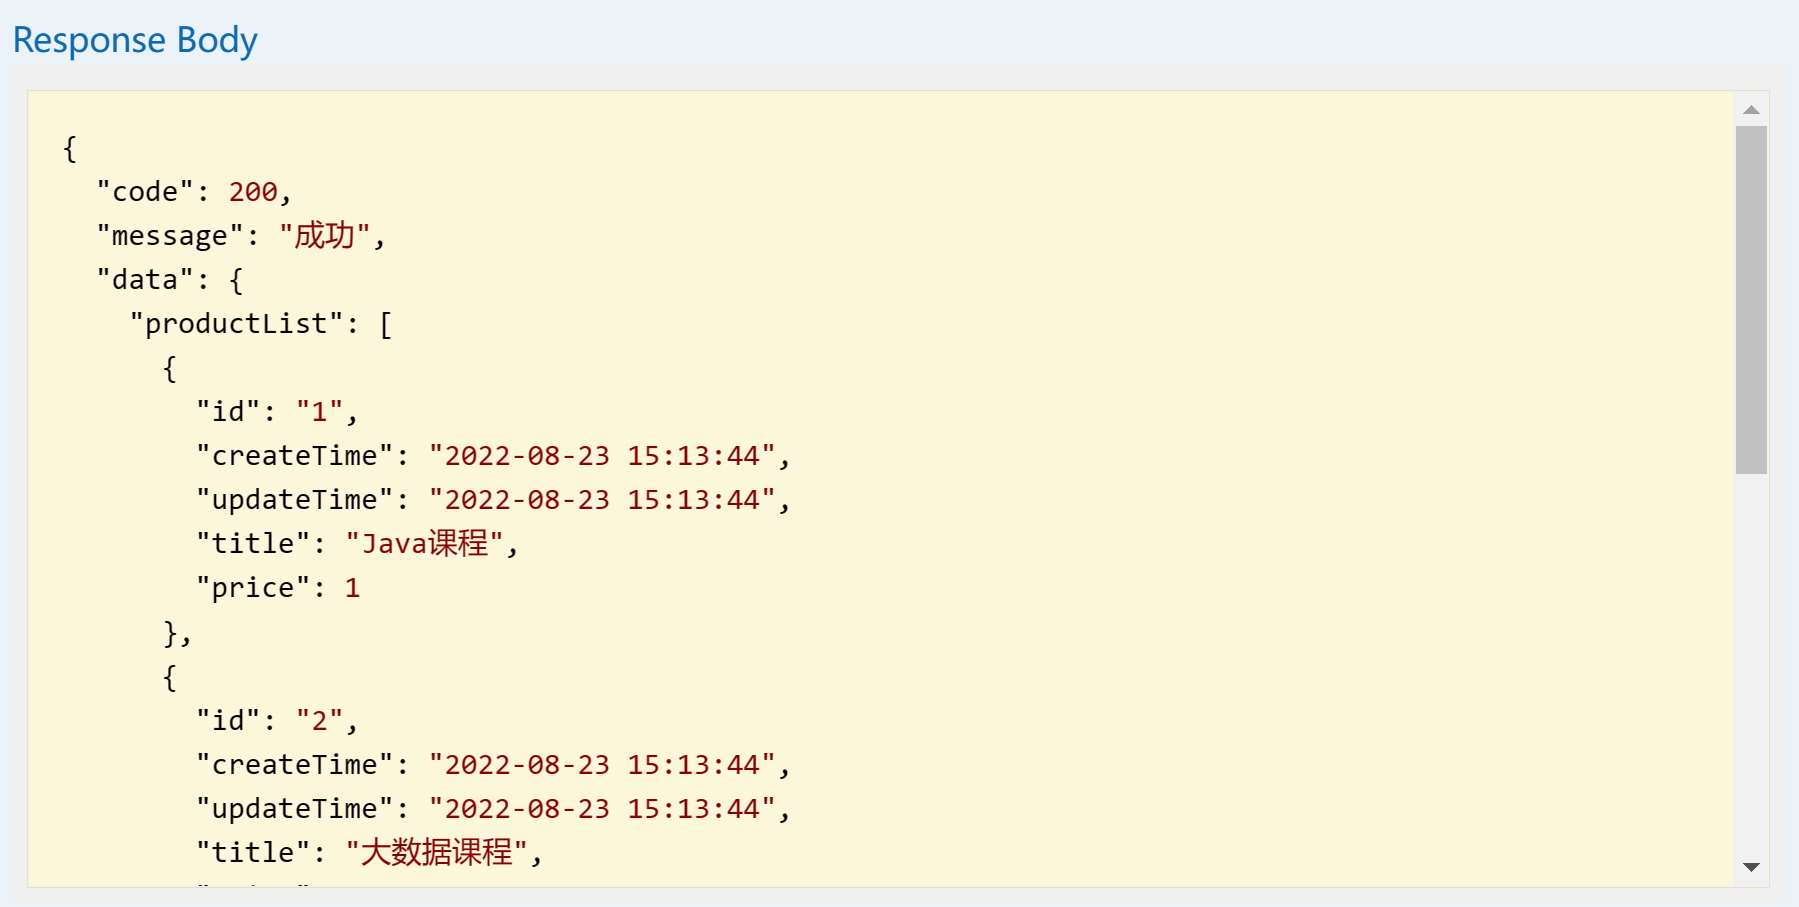 Response Body
{
  "code": 200,
  "message": "成功",
  "data": {
    "productList": [
      {
        "id": "1",
        "createTime": "2022-08-23 15:13:44",
        "updateTime": "2022-08-23 15:13:44",
        "title": "Java课程",
        "price": 1
      },
      {
        "id": "2",
        "createTime": "2022-08-23 15:13:44",
        "updateTime": "2022-08-23 15:13:44",
        "title": "大数据课程",